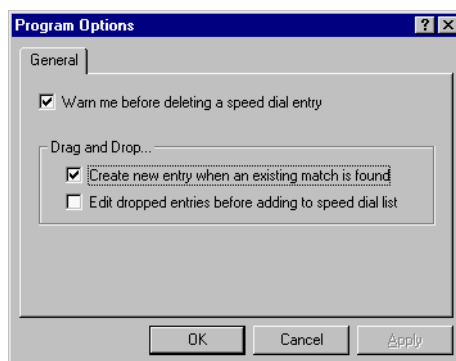 Program Options
General
Warn me before deleting a speed dial entry
Drag and Drop...
Create new entry when an existing match is found
Edit dropped entries before adding to speed dial list
OK Cancel Apply